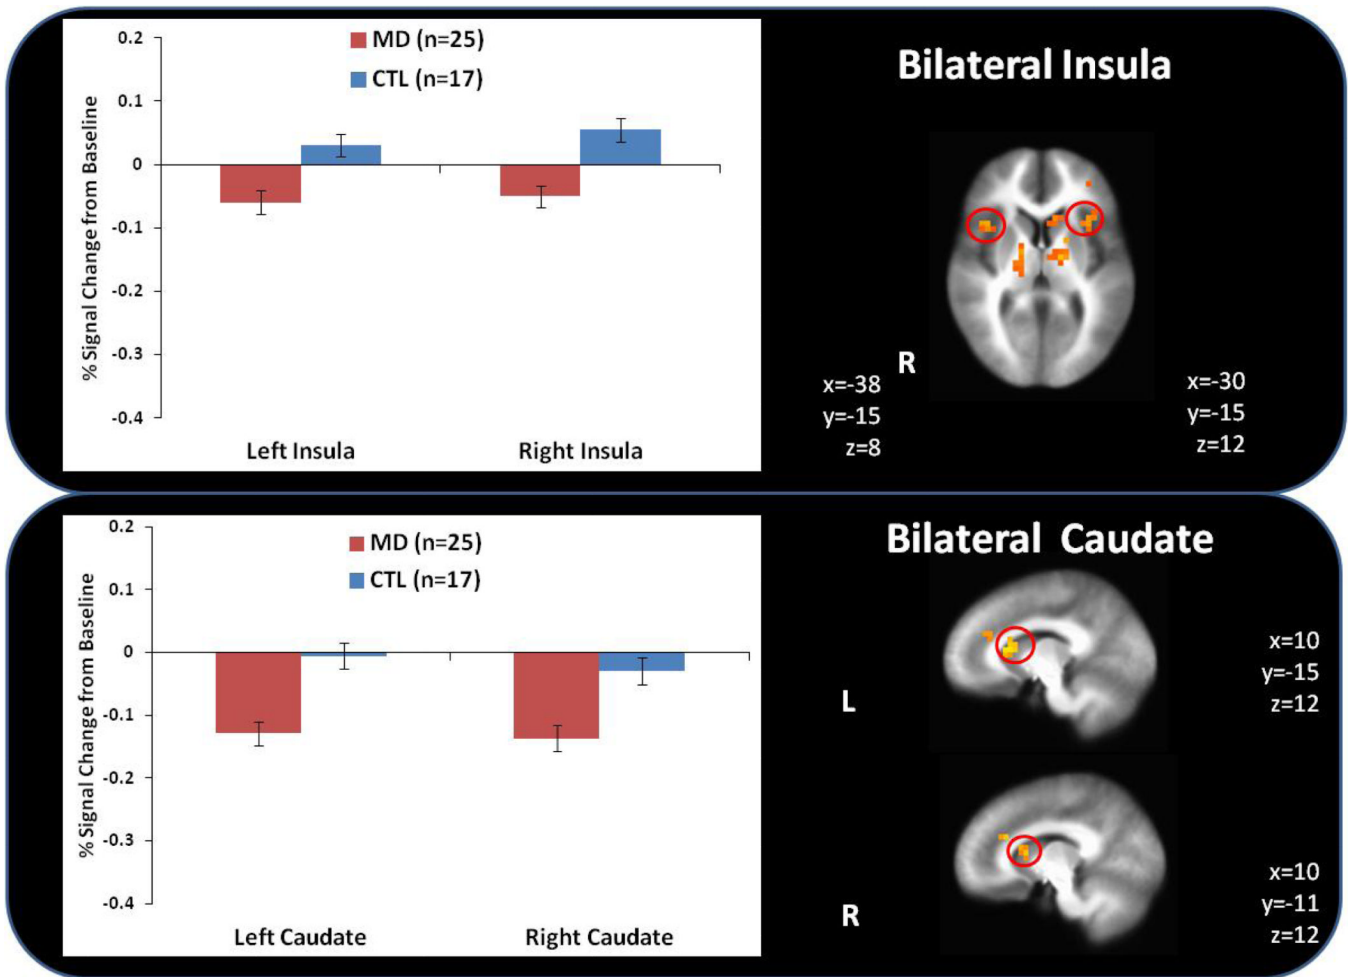 0.2
0.1
0
-0.1
-0.2
-0.3
-0.4
% Signal Change from Baseline
MD (n=25)
CTL (n=17)
Left Insula
Right Insula
Bilateral Insula
R
x=-38
y=-15
z=8
x=-30
y=-15
z=12
0.2
0.1
0
-0.1
-0.2
-0.3
-0.4
% Signal Change from Baseline
MD (n=25)
CTL (n=17)
Left Caudate
Right Caudate
Bilateral Caudate
L
x=10
y=-15
z=12
R
x=10
y=-11
z=12